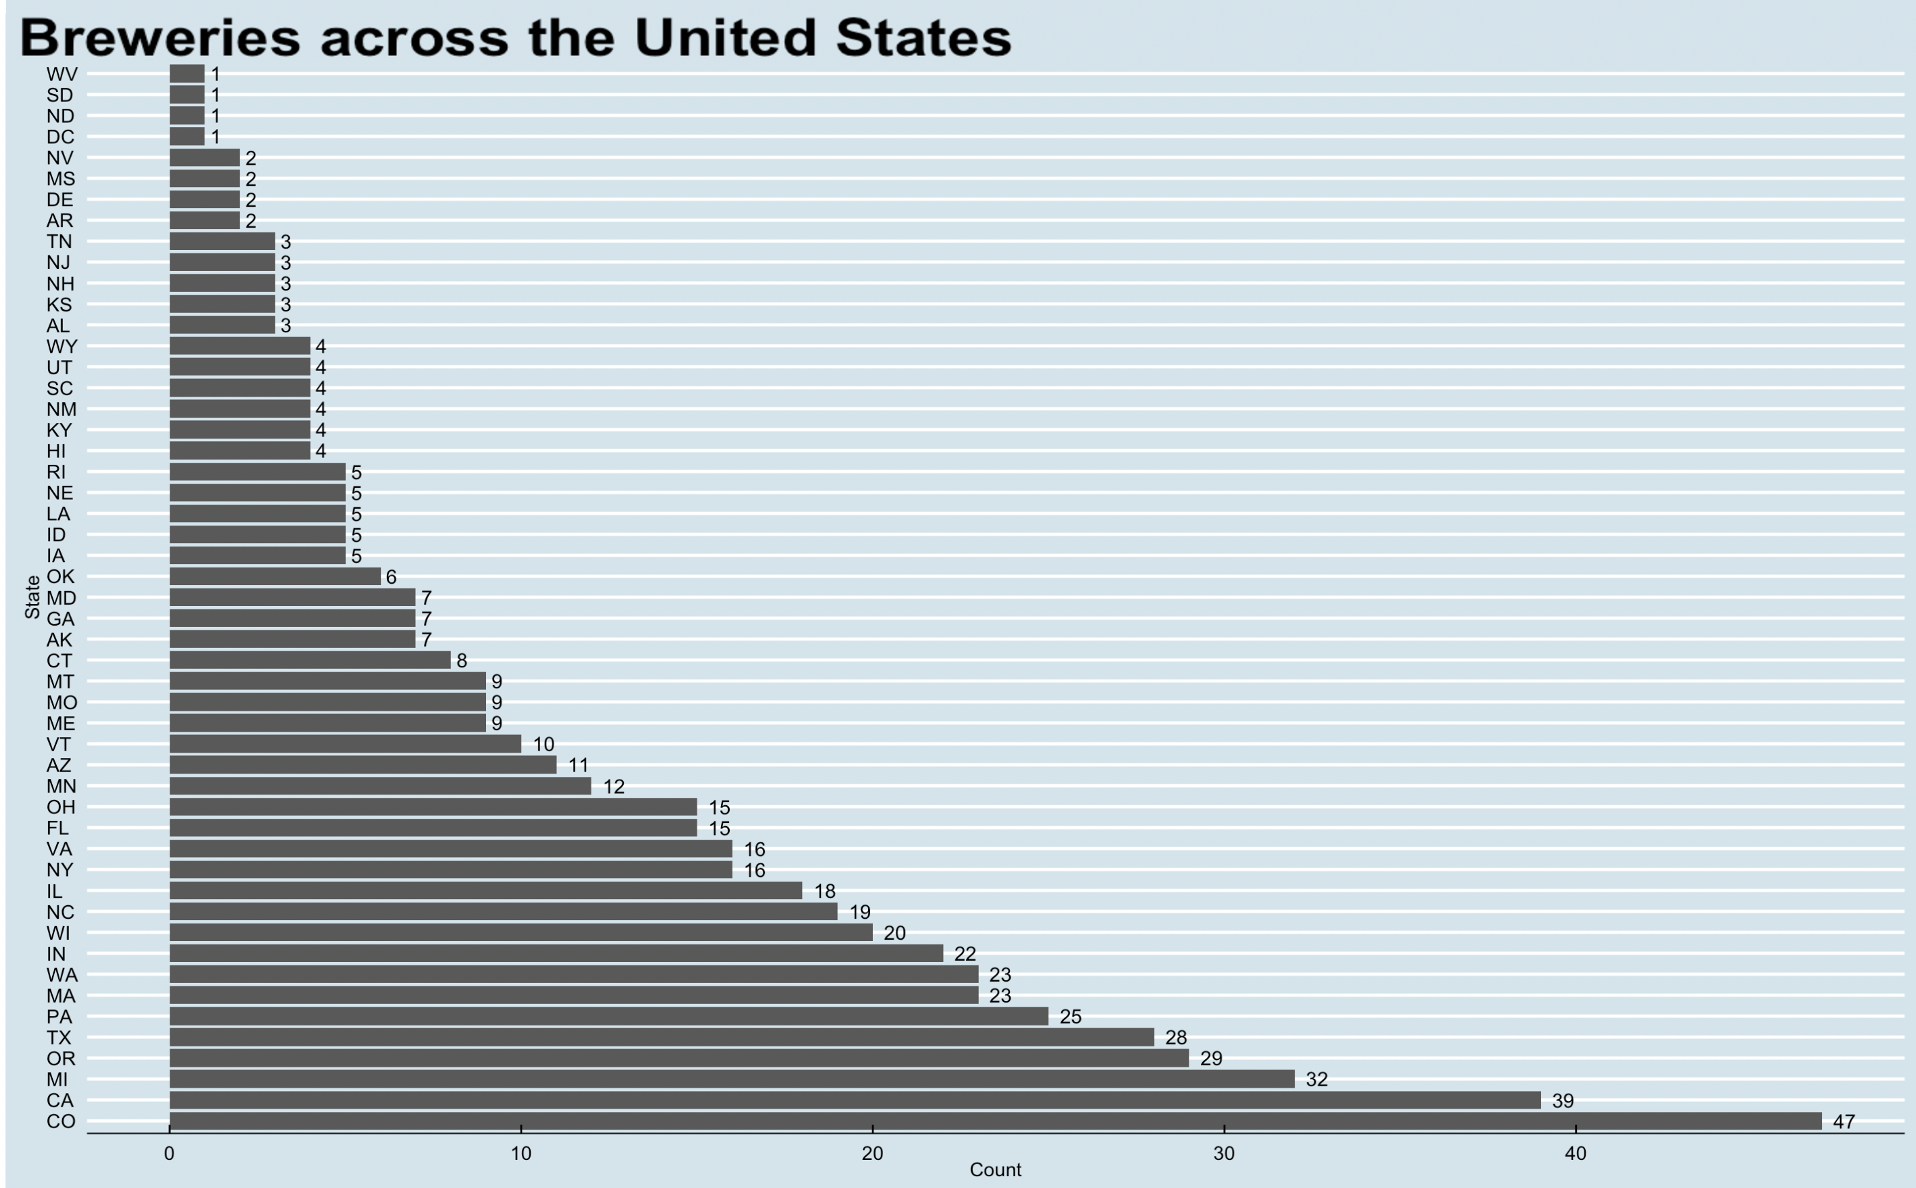 Breweries across the United States
WV 1
SD 1
ND 1
DC 1
NV 2
MS 2
DE 2
AR 2
TN 3
NJ 3
NH 3
KS 3
AL 3
WY 4
UT 4
SC 4
NM 4
KY 4
HI 4
RI 5
NE 5
LA 5
ID 5
IA 5
OK 6
State
MD 7
GA 7
AK 7
CT 8
MT 9
MO 9
ME 9
VT 10
AZ 11
MN 12
OH 15
FL 15
VA 16
NY 16
IL 18
NC 19
WI 20
IN 22
WA 23
MA 23
PA 25
TX 28
OR 29
MI 32
CA 39
CO 47
0 10 20 30 40
Count